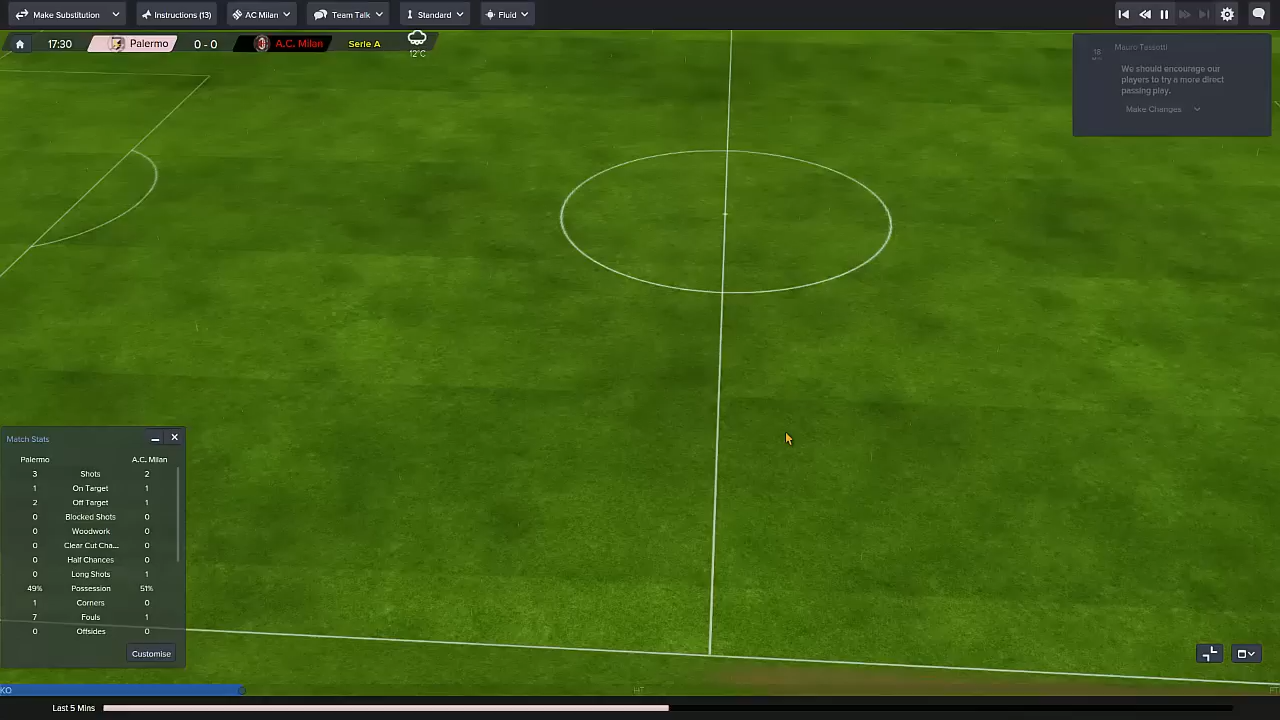 Make Substitution
Instructions (13)
AC Milan
Team Talk
Standard
Fluid
17:30
Palermo
0 - 0
A.C. Milan
Serie A
12°C
18
MIN
Mauro Tassotti
We should encourage our
players to try a more direct
passing play.
Make Changes
Match Stats
Palermo A.C. Milan
3 Shots 2
1 On Target 1
2 Off Target 1
0 Blocked Shots 0
0 Woodwork 0
0 Clear Cut Cha... 0
0 Half Chances 0
0 Long Shots 1
49% Possession 51%
1 Corners 0
7 Fouls 1
0 Offsides 0
Customise
KO
HT
FT
Last 5 Mins